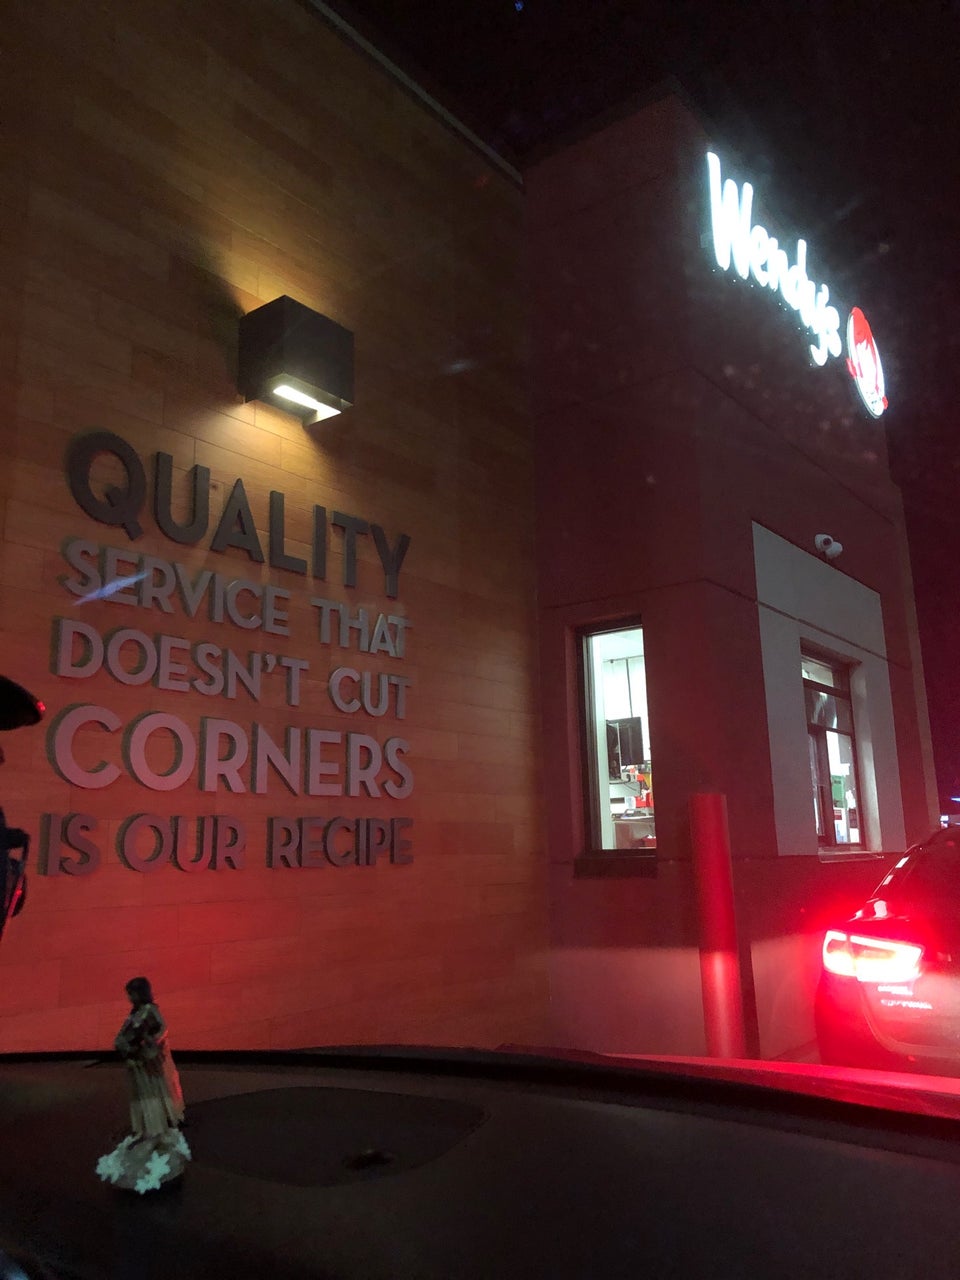 Wendy's
QUALITY
SERVICE THAT
DOESN'T CUT
CORNERS
IS OUR RECIPE